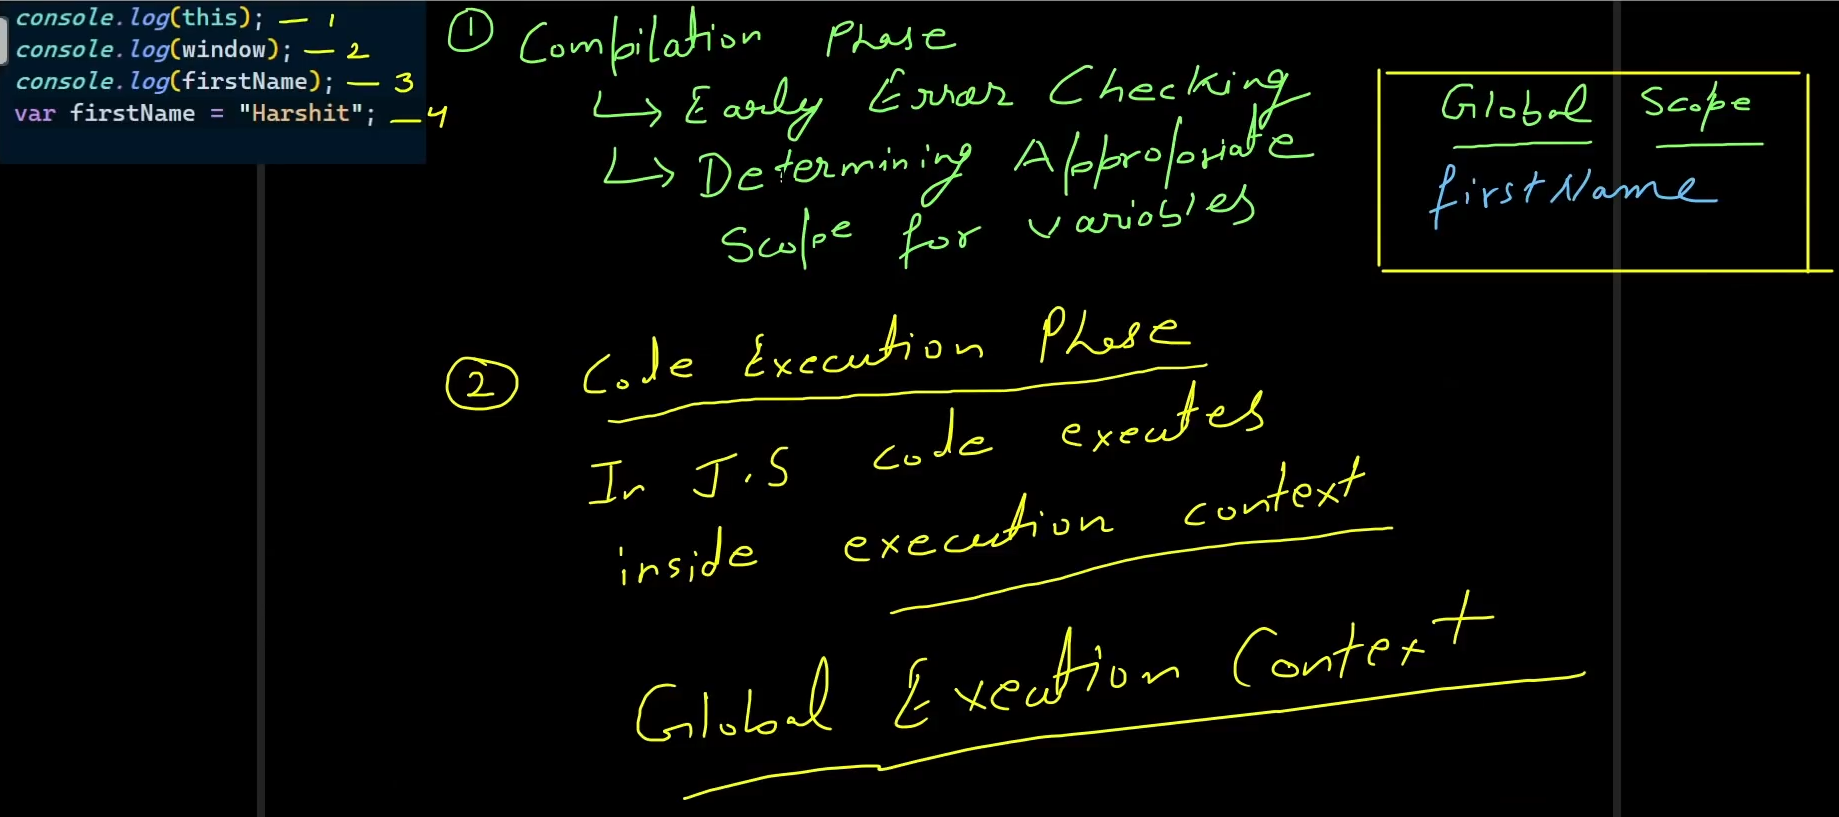 console.log(this); — 1
console.log(window); — 2
console.log(firstName); — 3
var firstName = "Harshit"; — 4
① Compilation Phase
↳ Early Error Checking
↳ Determining Appropriate
Scope for variables
Global Scope
firstName
② Code Execution Phase
In J.S code executes
inside execution context
Global Execution Context